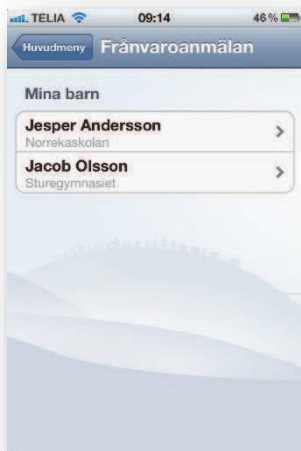 TELIA 09:14 46%
Huvudmeny Frånvaroanmälan
Mina barn
Jesper Andersson
Norrekaskolan
Jacob Olsson
Sturegymnasiet